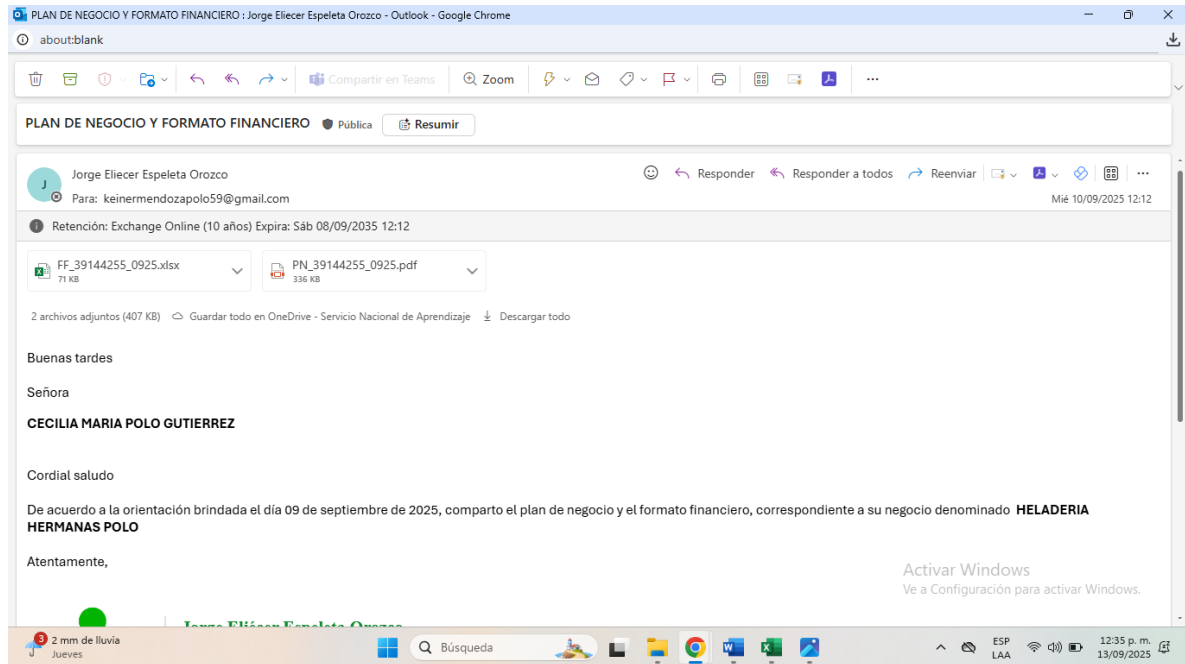 PLAN DE NEGOCIO Y FORMATO FINANCIERO : Jorge Eliecer Espeleta Orozco - Outlook - Google Chrome
about:blank
Compartir en Teams Zoom
PLAN DE NEGOCIO Y FORMATO FINANCIERO Pública Resumir
J
Jorge Eliecer Espeleta Orozco
Responder Responder a todos Reenviar
Para: keinermendozapolo59@gmail.com
Mié 10/09/2025 12:12
Retención: Exchange Online (10 años) Expira: Sáb 08/09/2035 12:12
FF_39144255_0925.xlsx
71 KB
PN_39144255_0925.pdf
336 KB
2 archivos adjuntos (407 KB) Guardar todo en OneDrive - Servicio Nacional de Aprendizaje Descargar todo
Buenas tardes
Señora
CECILIA MARIA POLO GUTIERREZ
Cordial saludo
De acuerdo a la orientación brindada el día 09 de septiembre de 2025, comparto el plan de negocio y el formato financiero, correspondiente a su negocio denominado HELADERIA
HERMANAS POLO
Atentamente,
Activar Windows
Ve a Configuración para activar Windows.
Jorge Eliécer Espeleta Orozco
3
2 mm de lluvia
Jueves
Búsqueda
ESP
LAA
12:35 p. m.
13/09/2025